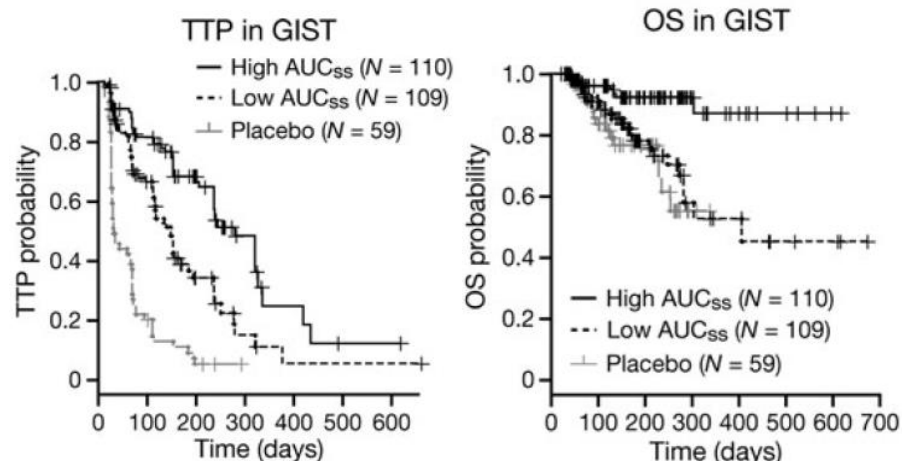 TTP in GIST
High AUCss (N = 110)
Low AUCss (N = 109)
Placebo (N = 59)
TTP probability
1.0
0.8
0.6
0.4
0.2
0
0 100 200 300 400 500 600
Time (days)
OS in GIST
OS probability
1.0
0.8
0.6
0.4
0.2
0
High AUCss (N = 110)
Low AUCss (N = 109)
Placebo (N = 59)
0 100 200 300 400 500 600 700
Time (days)